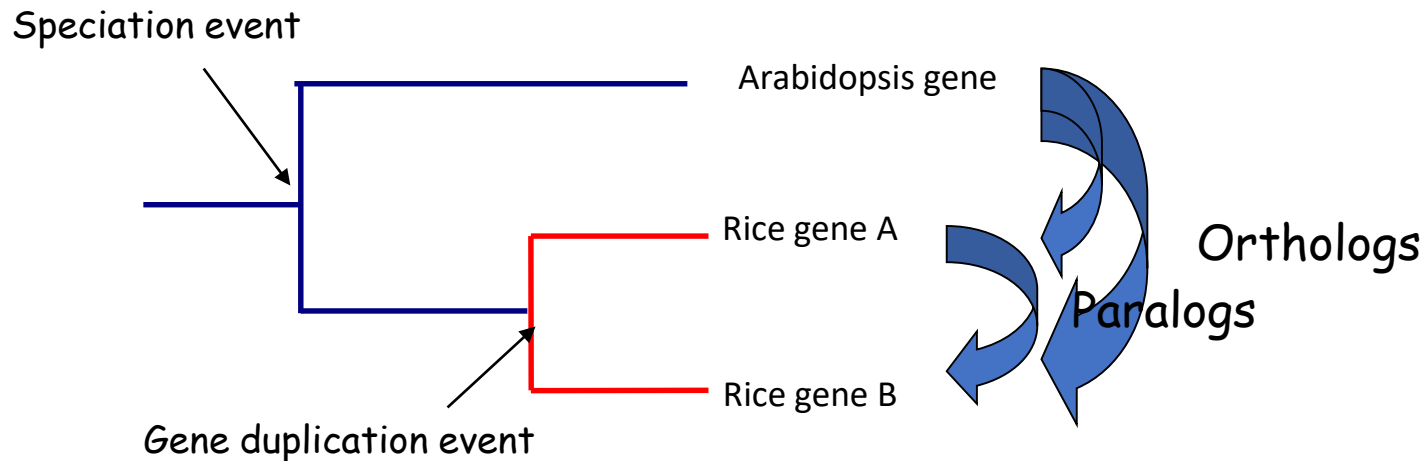 Speciation event
Arabidopsis gene
Rice gene A
Orthologs
Paralogs
Rice gene B
Gene duplication event